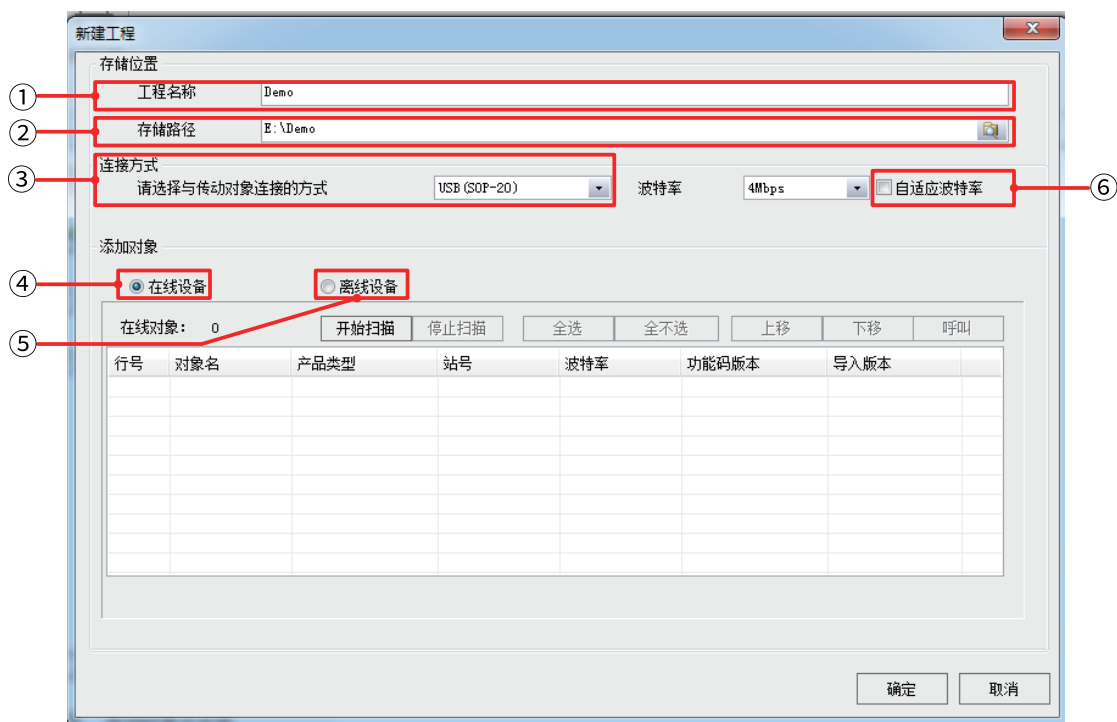 新建工程
存储位置
① 工程名称 Demo
② 存储路径 E:\Demo
连接方式
③ 请选择与传动对象连接的方式 USB(SOP-20) 波特率 4Mbps 自适应波特率 ⑥
添加对象
④ 在线设备 离线设备
⑤ 在线对象： 0 开始扫描 停止扫描 全选 全不选 上移 下移 呼叫
行号 对象名 产品类型 站号 波特率 功能码版本 导入版本
确定 取消